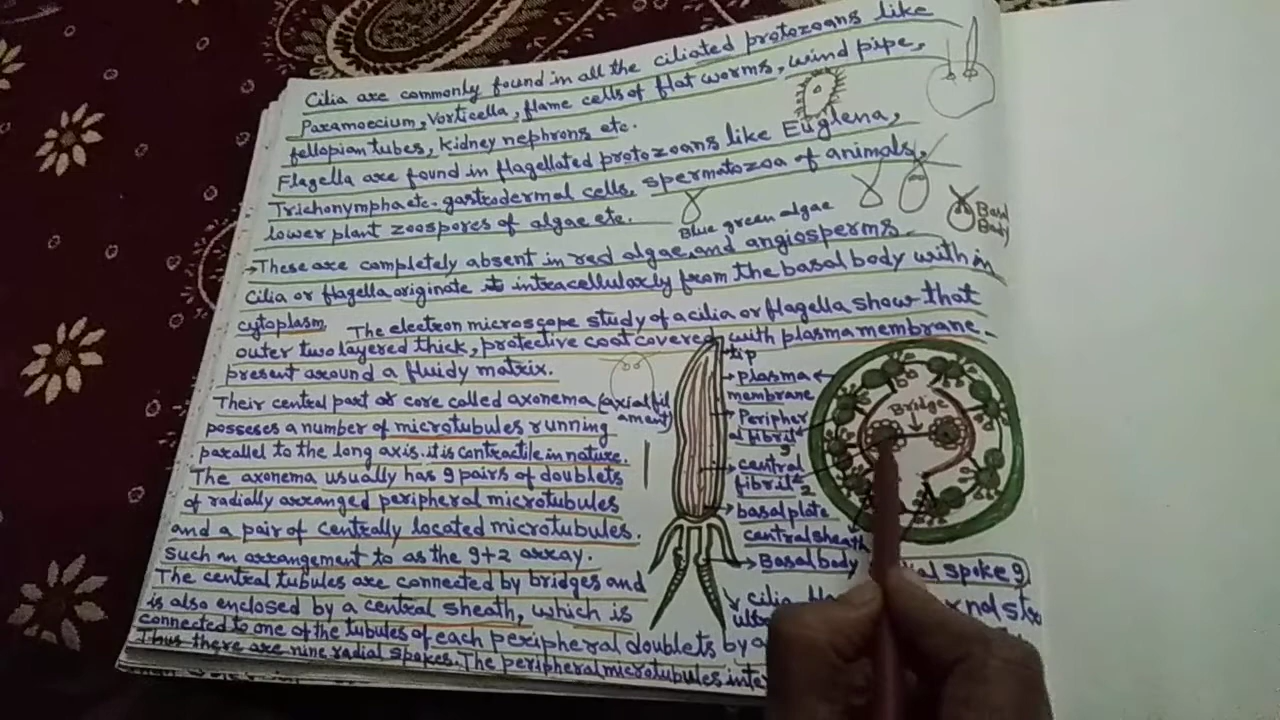 Cilia are commonly found in all the ciliated protozoans like
Paramoecium, Vorticella, flame cells of flat worms, wind pipe,
fellopian tubes, kidney nephrons etc.
Flagella are found in flagellated protozoans like Euglena,
Trichonympha etc. gastrodermal cells, spermatozoa of animals,
lower plant zoospores of algae etc.
Blue green algae
Basal
Body
→These are completely absent in red algae, and angiosperms.
Cilia or flagella originate intracellularly from the basal body with in
cytoplasm. The electron microscope study of a cilia or flagella show that
outer two layered thick, protective coat covered with plasma membrane
present around a fluidy matrix.
Their central part or core called axonema (axial fil
ament)
posseses a number of microtubules running
parallel to the long axis. it is contractile in nature.
The axonema usually has 9 pairs of doublets
of radially arranged peripheral microtubules
and a pair of centrally located microtubules.
Such an arrangement to as the 9+2 array.
The central tubules are connected by bridges and
is also enclosed by a central sheath, which is
connected to one of the tubules of each peripheral doublets by a
Thus there are nine radial spokes. The peripheral microtubules inte
tip
plasma
membrane
Peripher
al fibril
9
central
fibril 2
basal plate
central sheath
Basal body
Bridge
spoke 9
cilia